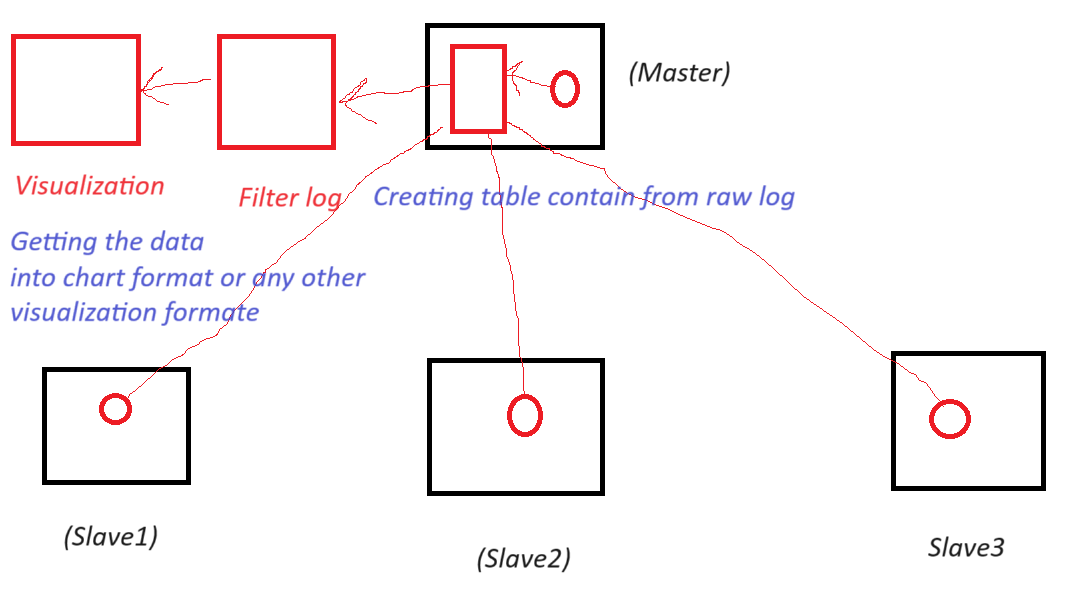 (Master)
Visualization
Filter log
Creating table contain from raw log
Getting the data
into chart format or any other
visualization formate
(Slave1)
(Slave2)
Slave3